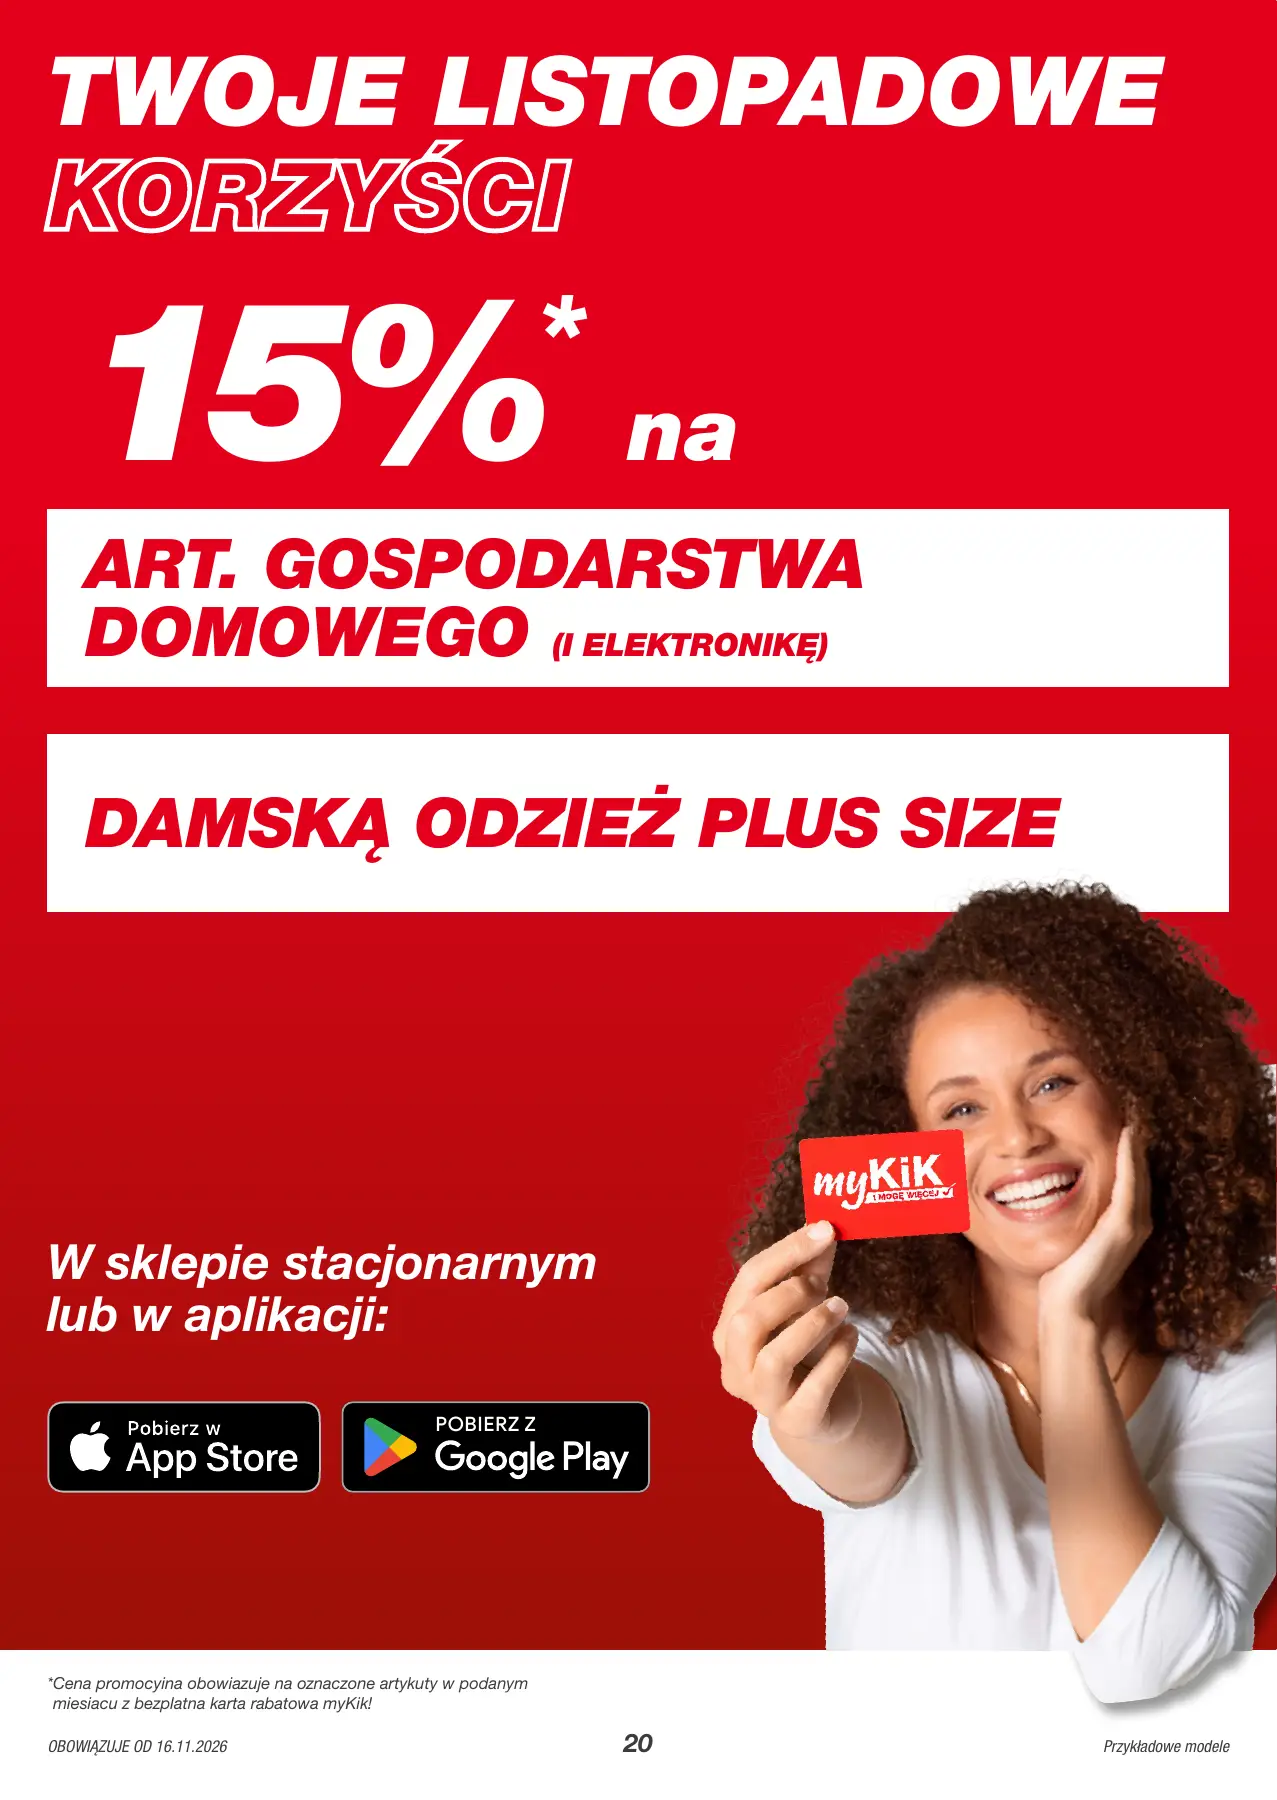 TWOJE LISTOPADOWE
KORZYŚCI
15%* na
ART. GOSPODARSTWA
DOMOWEGO (I ELEKTRONIKĘ)
DAMSKĄ ODZIEŻ PLUS SIZE
myKiK
I MOGĘ WIĘCEJ
W sklepie stacjonarnym
lub w aplikacji:
Pobierz w
App Store
POBIERZ Z
Google Play
*Cena promocyina obowiazuje na oznaczone artykuty w podanym
miesiacu z bezplatna karta rabatowa myKik!
OBOWIĄZUJE OD 16.11.2026
20
Przykładowe modele